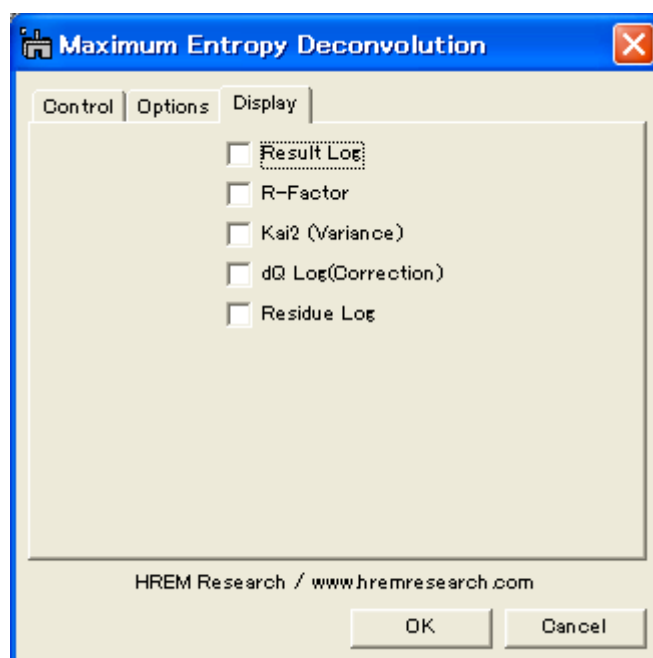 Maximum Entropy Deconvolution
Control Options Display
Result Log
R-Factor
Kai2 (Variance)
dQ Log(Correction)
Residue Log
HREM Research / www.hremresearch.com
OK Cancel